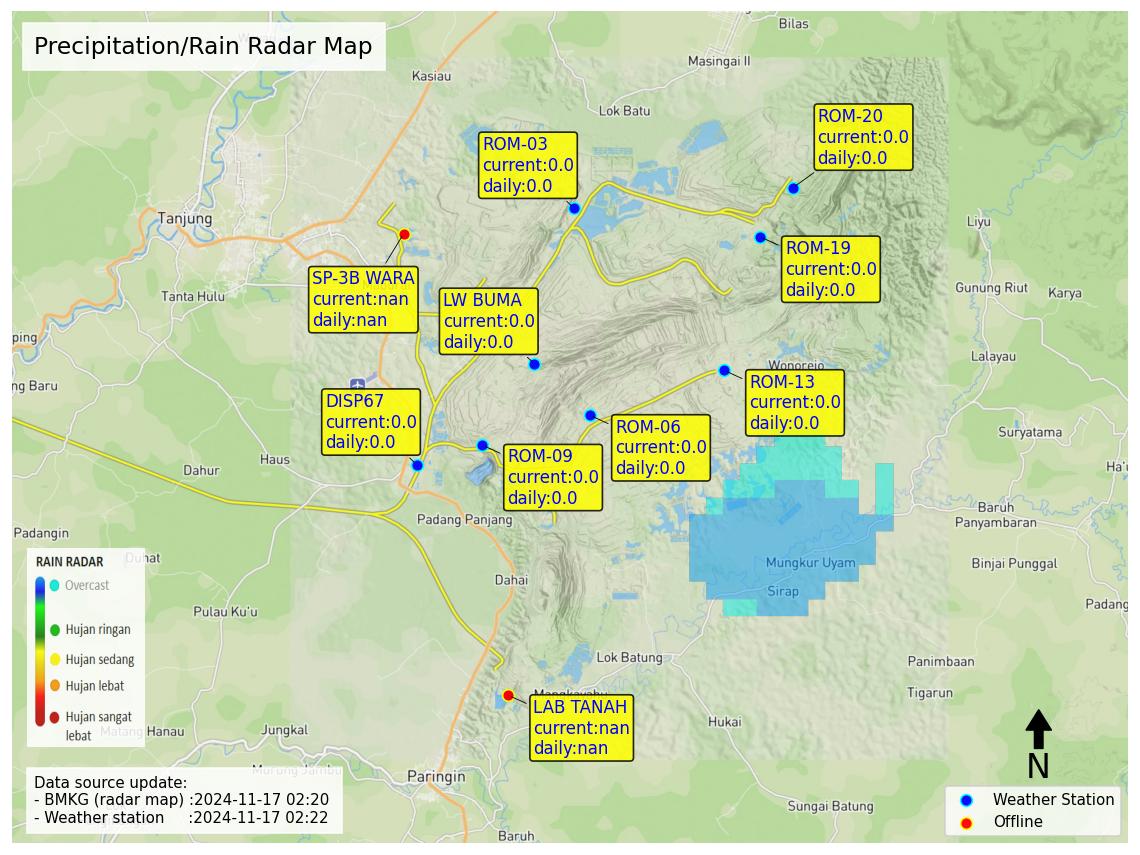 Precipitation/Rain Radar Map
Bilas
Masingai II
Kasiau
Lok Batu
ROM-20
current:0.0
daily:0.0
ROM-03
current:0.0
daily:0.0
Tanjung
Liyu
ROM-19
current:0.0
daily:0.0
SP-3B WARA
current:nan
daily:nan
Tanta Hulu
LW BUMA
current:0.0
daily:0.0
Gunung Riut
Karya
ping
Lalayau
Wonorejo
ng Baru
ROM-13
current:0.0
daily:0.0
DISP67
current:0.0
daily:0.0
ROM-06
current:0.0
daily:0.0
Suryatama
ROM-09
current:0.0
daily:0.0
Haus
Dahur
Ha'u
Baruh
Panyambaran
Padang Panjang
Padangin
Duhat
Mungkur Uyam
Binjai Punggal
Dahai
Sirap
Padang
Pulau Ku'u
RAIN RADAR
Overcast
Hujan ringan
Hujan sedang
Hujan lebat
Hujan sangat
lebat
Lok Batung
Panimbaan
Tigarun
Mangkayahu
LAB TANAH
current:nan
daily:nan
Hukai
Matang Hanau
Jungkal
Murung Jambu
Paringin
N
Data source update:
- BMKG (radar map) :2024-11-17 02:20
- Weather station :2024-11-17 02:22
Sungai Batung
Baruh
Weather Station
Offline